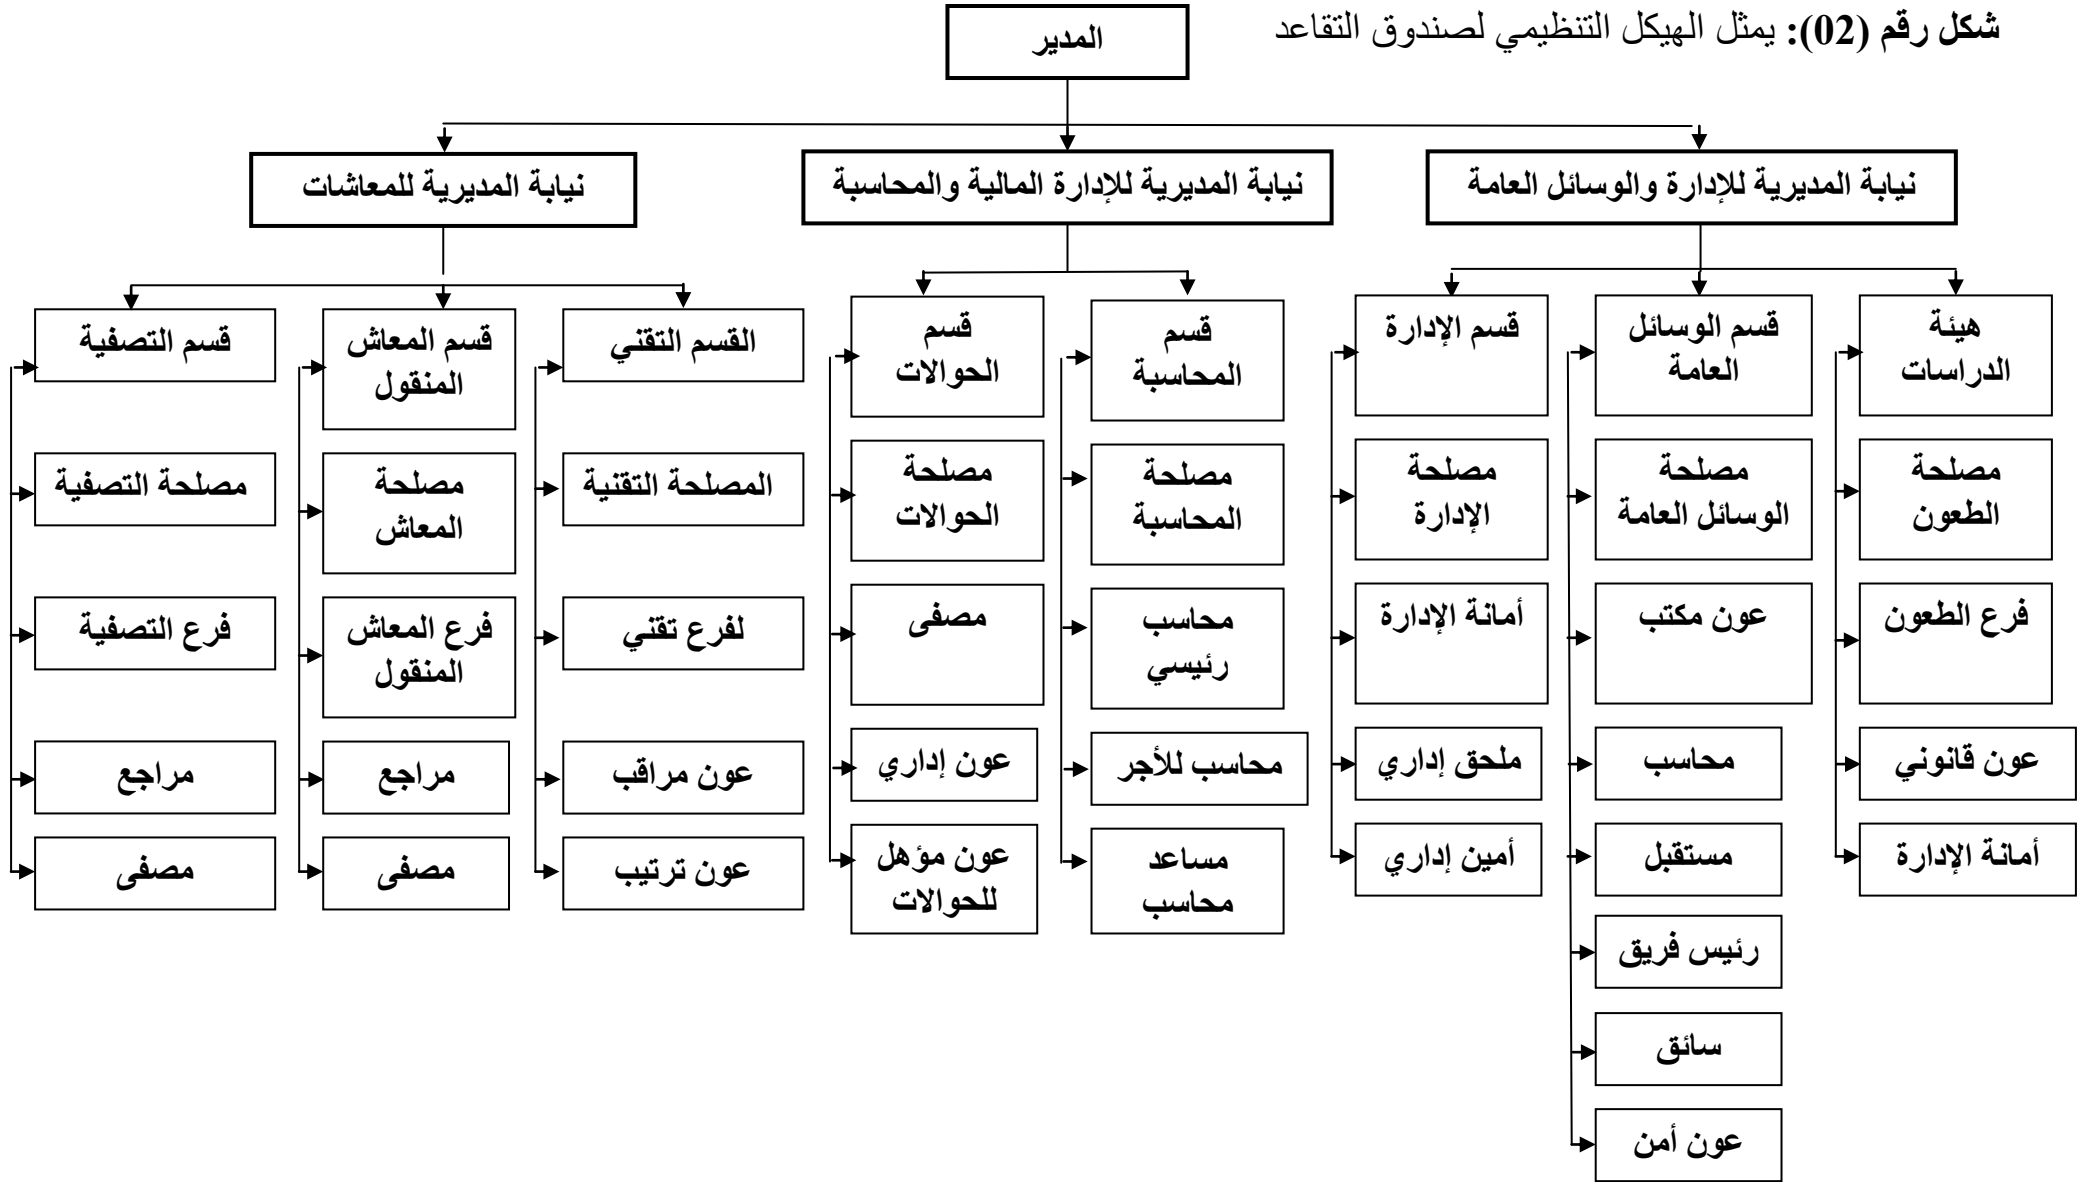 شكل رقم (02): يمثل الهيكل التنظيمي لصندوق التقاعد
المدير
نيابة المديرية للإدارة والوسائل العامة
نيابة المديرية للإدارة المالية والمحاسبة
نيابة المديرية للمعاشات
هيئة
الدراسات
مصلحة
الطعون
فرع الطعون
عون قانوني
أمانة الإدارة
قسم الوسائل
العامة
مصلحة
الوسائل العامة
عون مكتب
محاسب
مستقبل
رئيس فريق
سائق
عون أمن
قسم الإدارة
مصلحة
الإدارة
أمانة الإدارة
ملحق إداري
أمين إداري
قسم
المحاسبة
مصلحة
المحاسبة
محاسب
رئيسي
محاسب للأجر
مساعد
محاسب
قسم
الحوالات
مصلحة
الحوالات
مصفى
عون إداري
عون مؤهل
للحوالات
القسم التقني
المصلحة التقنية
لفرع تقني
عون مراقب
عون ترتيب
قسم المعاش
المنقول
مصلحة
المعاش
فرع المعاش
المنقول
مراجع
مصفى
قسم التصفية
مصلحة التصفية
فرع التصفية
مراجع
مصفى